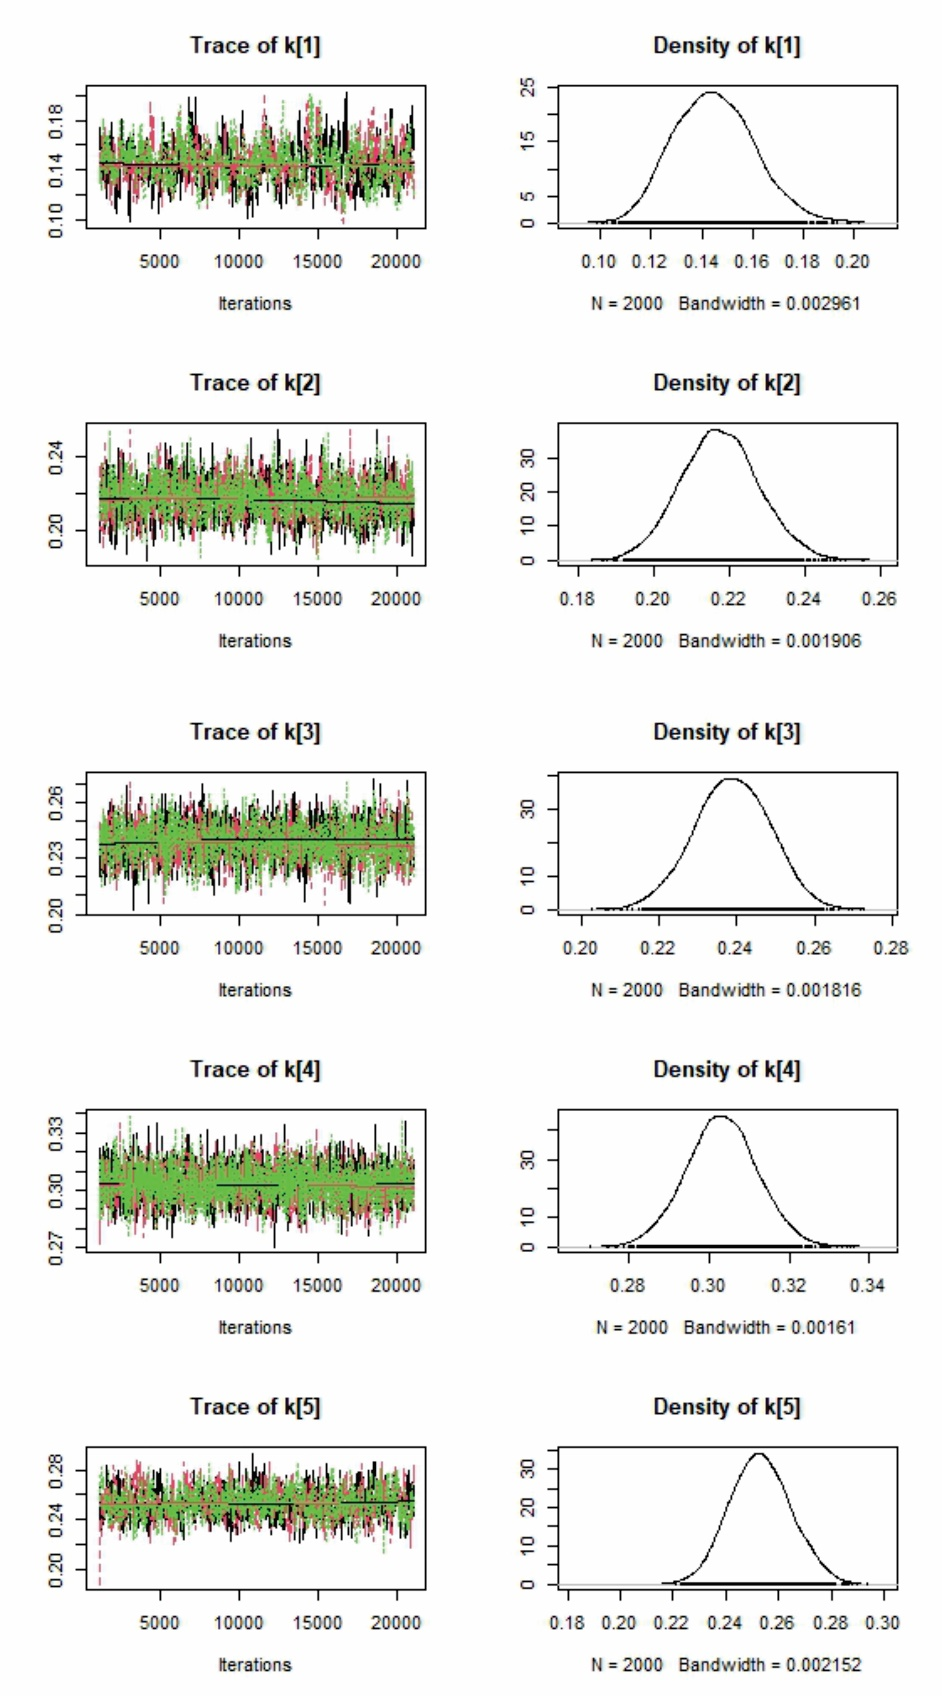 Trace of k[1]
Density of k[1]
0.10 0.14 0.18
5000 10000 15000 20000
Iterations
5 15 25
0
0.10 0.12 0.14 0.16 0.18 0.20
N = 2000 Bandwidth = 0.002961
Trace of k[2]
Density of k[2]
0.20 0.24
5000 10000 15000 20000
Iterations
0 10 20 30
0.18 0.20 0.22 0.24 0.26
N = 2000 Bandwidth = 0.001906
Trace of k[3]
Density of k[3]
0.20 0.23 0.26
5000 10000 15000 20000
Iterations
0 10 30
0.20 0.22 0.24 0.26 0.28
N = 2000 Bandwidth = 0.001816
Trace of k[4]
Density of k[4]
0.27 0.30 0.33
5000 10000 15000 20000
Iterations
0 10 30
0.28 0.30 0.32 0.34
N = 2000 Bandwidth = 0.00161
Trace of k[5]
Density of k[5]
0.20 0.24 0.28
5000 10000 15000 20000
Iterations
0 10 20 30
0.18 0.20 0.22 0.24 0.26 0.28 0.30
N = 2000 Bandwidth = 0.002152